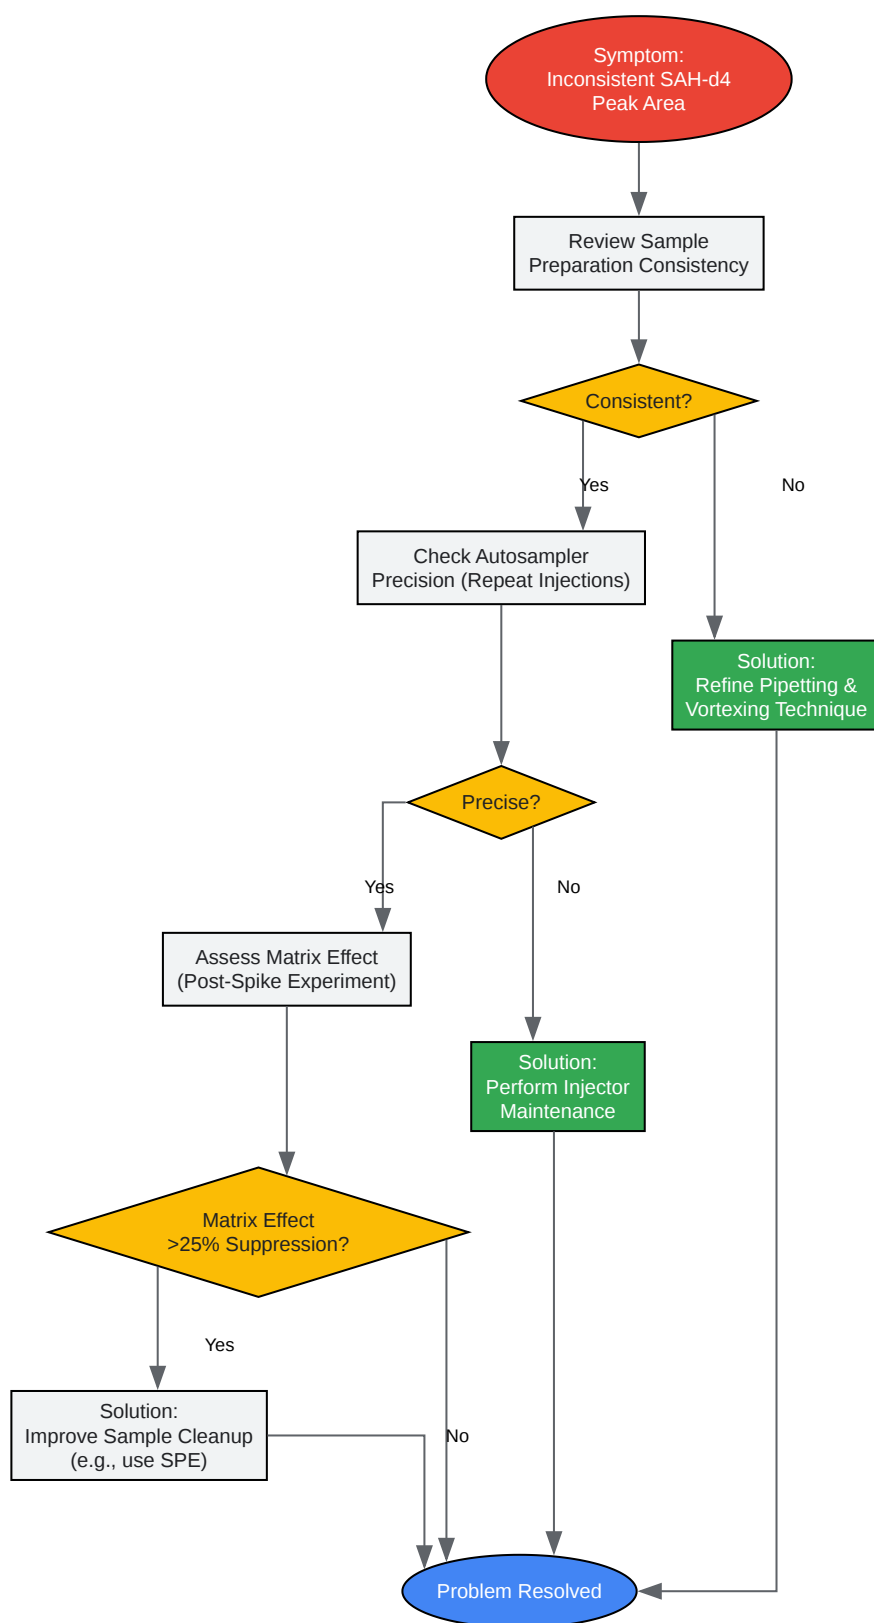 Symptom:
Inconsistent SAH-d4
Peak Area
Review Sample
Preparation Consistency
Consistent?
Yes
No
Check Autosampler
Precision (Repeat Injections)
Solution:
Refine Pipetting &
Vortexing Technique
Precise?
Yes
No
Assess Matrix Effect
(Post-Spike Experiment)
Solution:
Perform Injector
Maintenance
Matrix Effect
>25% Suppression?
Yes
Solution:
Improve Sample Cleanup
(e.g., use SPE)
No
Problem Resolved